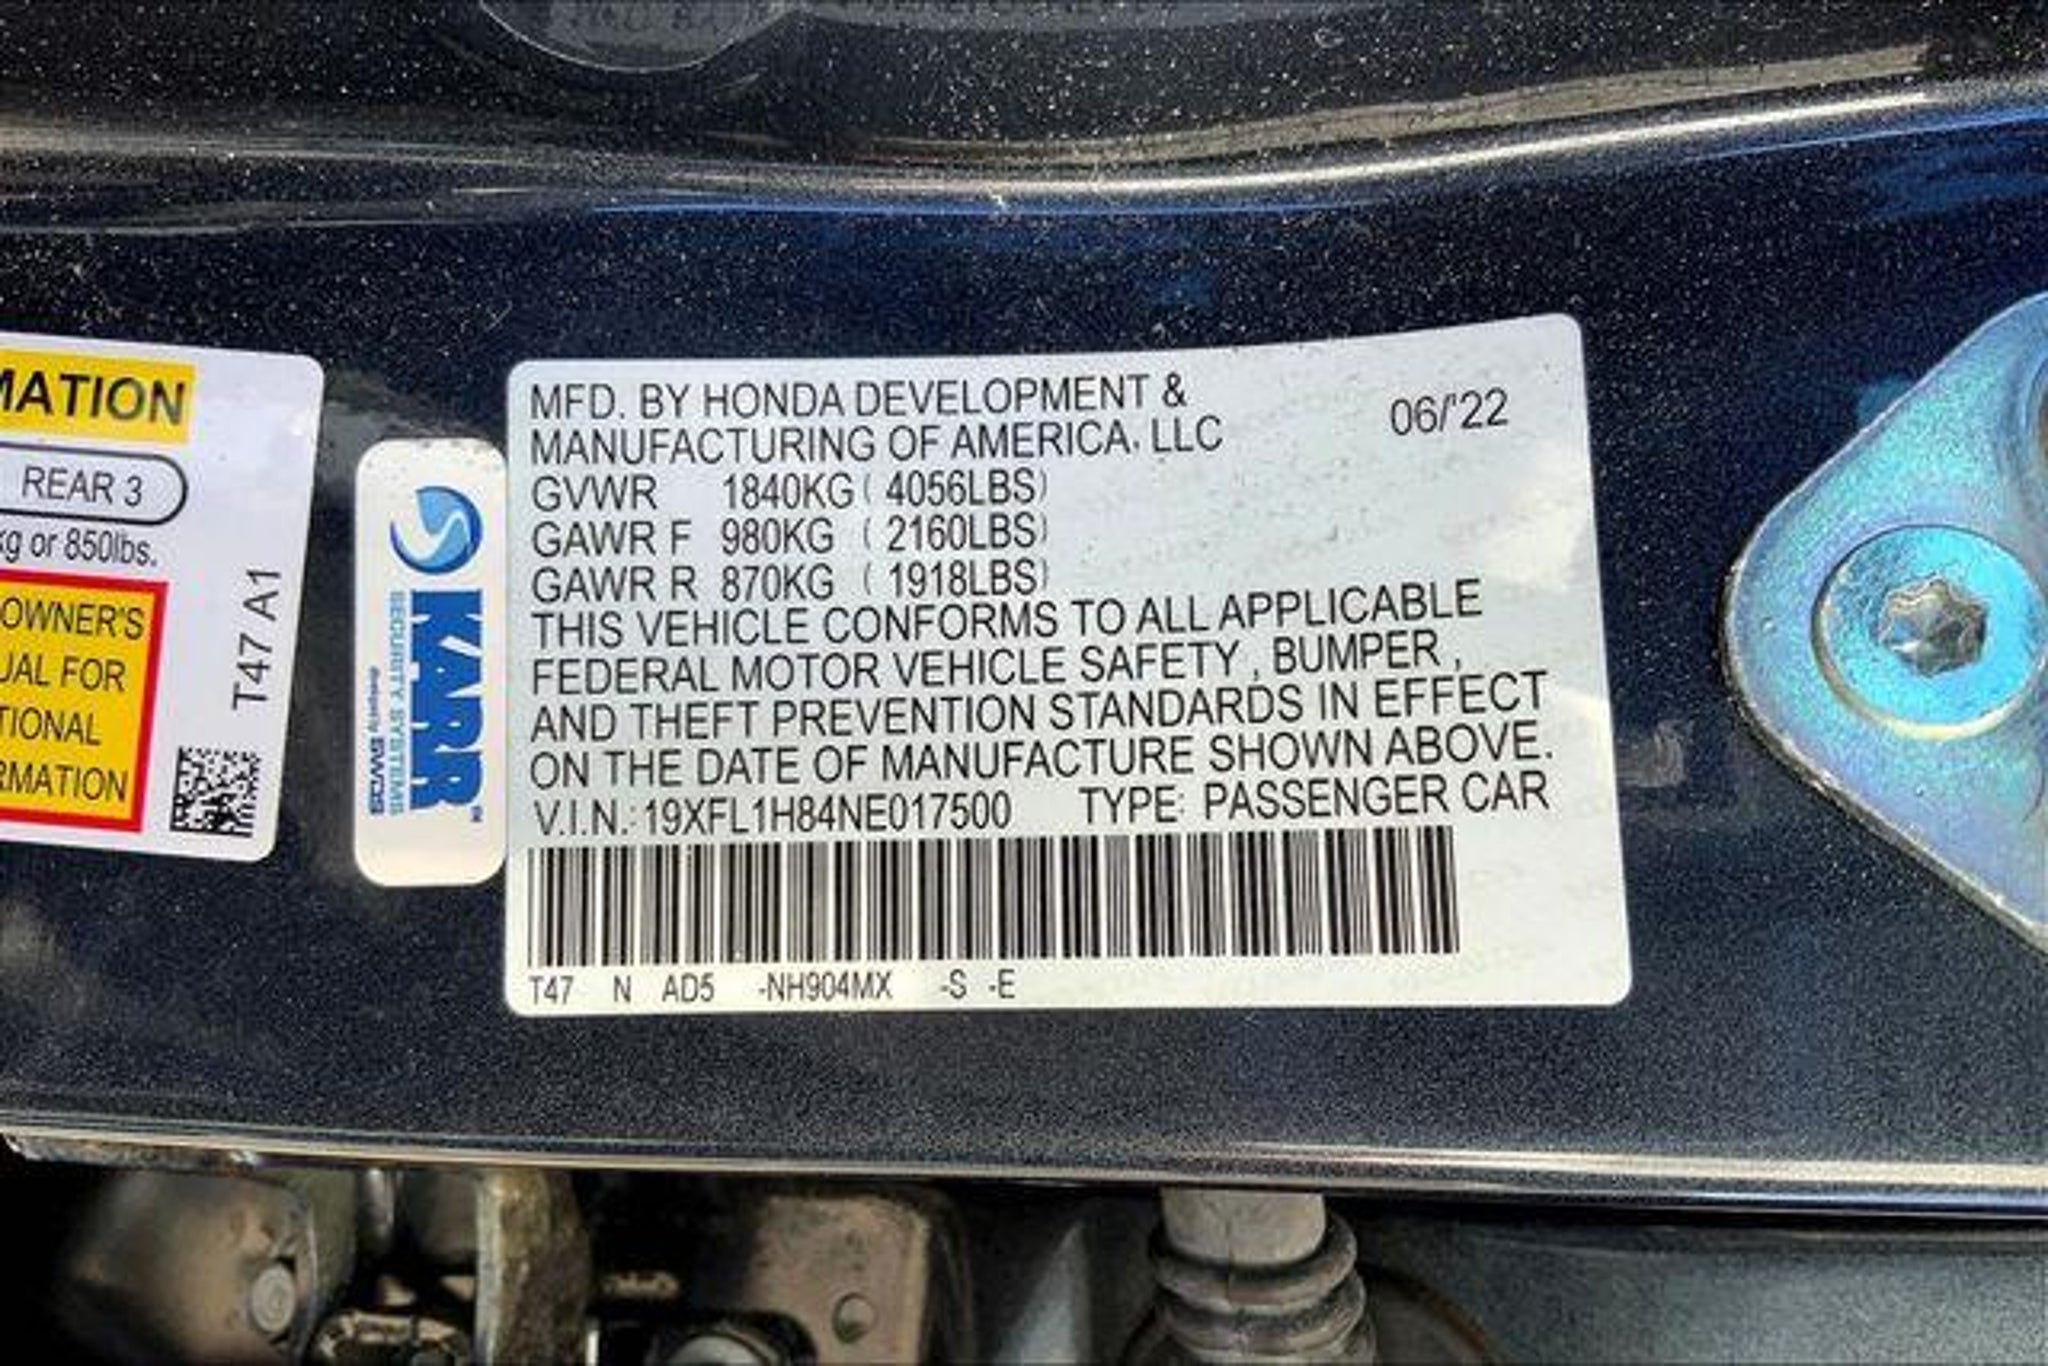 MATION
REAR 3
kg or 850lbs.
OWNER'S
UAL FOR
TIONAL
RMATION
T47 A1
KARR™
SECURITY SYSTEMS
MFD. BY HONDA DEVELOPMENT &
MANUFACTURING OF AMERICA, LLC
06/'22
GVWR 1840KG ( 4056LBS)
GAWR F 980KG ( 2160LBS)
GAWR R 870KG ( 1918LBS)
THIS VEHICLE CONFORMS TO ALL APPLICABLE
FEDERAL MOTOR VEHICLE SAFETY , BUMPER ,
AND THEFT PREVENTION STANDARDS IN EFFECT
ON THE DATE OF MANUFACTURE SHOWN ABOVE.
V.I.N.: 19XFL1H84NE017500 TYPE: PASSENGER CAR
T47 N AD5 -NH904MX -S -E